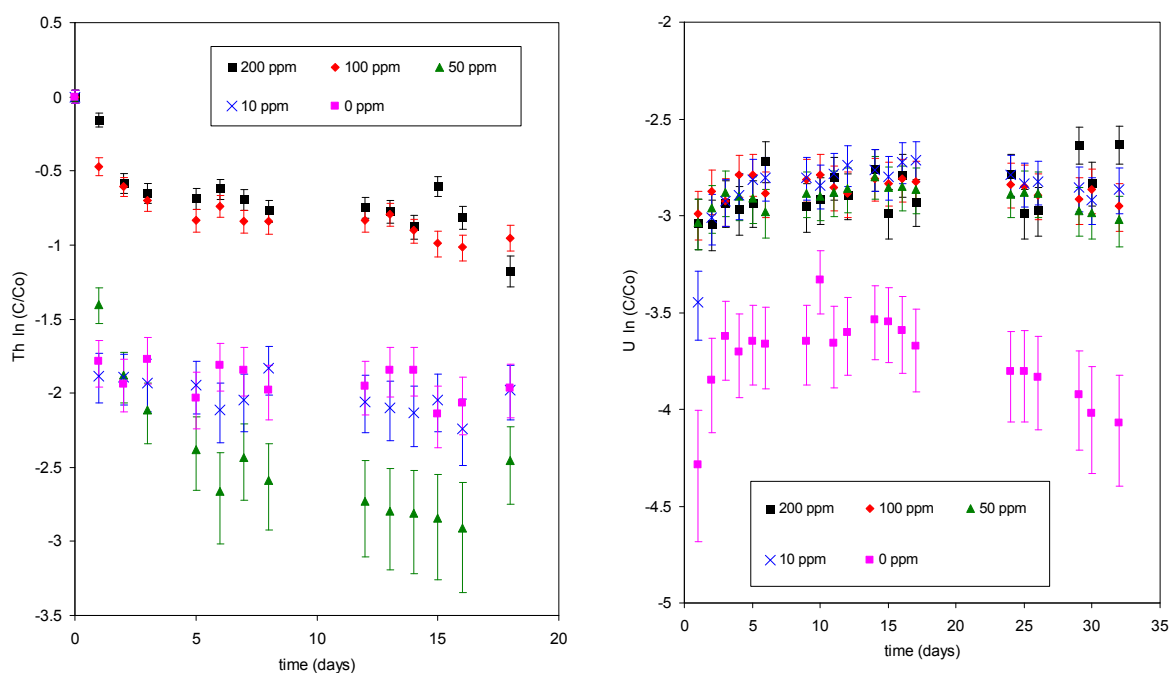 0.5
0
-0.5
-1
-1.5
-2
-2.5
-3
-3.5
Th ln (C/Co)
200 ppm 100 ppm 50 ppm
10 ppm 0 ppm
0 5 10 15 20
time (days)
-2
-2.5
-3
-3.5
-4
-4.5
-5
U ln (C/Co)
200 ppm 100 ppm 50 ppm
10 ppm 0 ppm
0 5 10 15 20 25 30 35
time (days)